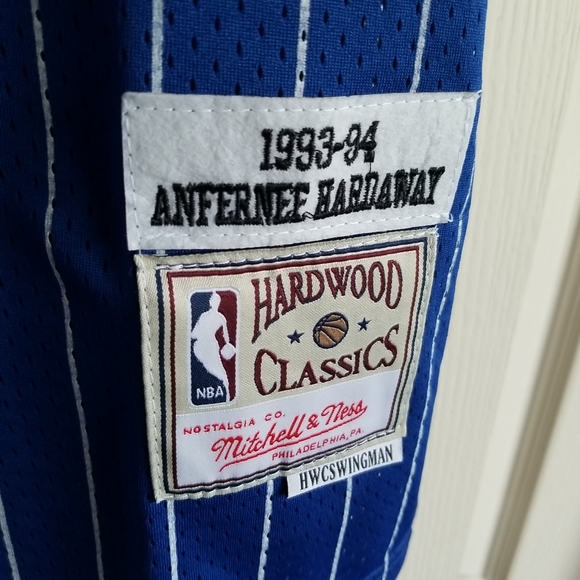 1993-94
ANFERNEE HARDAWAY
HARDWOOD
CLASSICS
NBA
NOSTALGIA CO.
Mitchell & Ness
PHILADELPHIA, PA.
HWCSWINGMAN